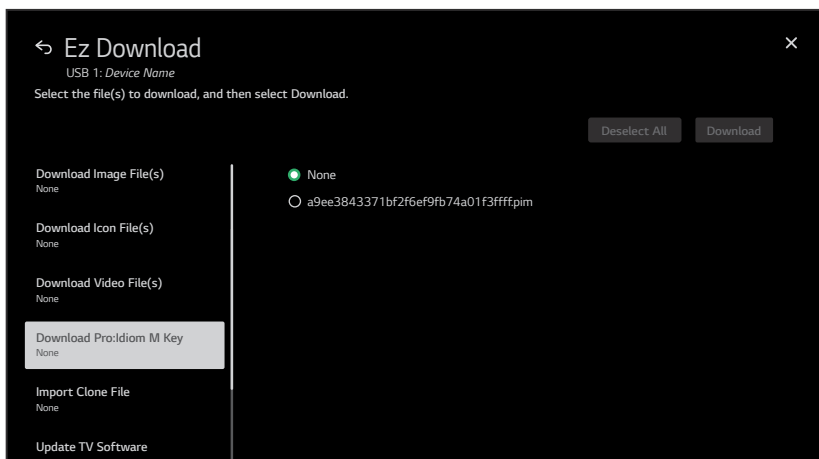 Ez Download
USB 1: Device Name
Select the file(s) to download, and then select Download.
Deselect All
Download
Download Image File(s)
None
Download Icon File(s)
None
Download Video File(s)
None
Download Pro:Idiom M Key
None
Import Clone File
None
Update TV Software
None
a9ee3843371bf2f6ef9fb74a01f3ffff.pim